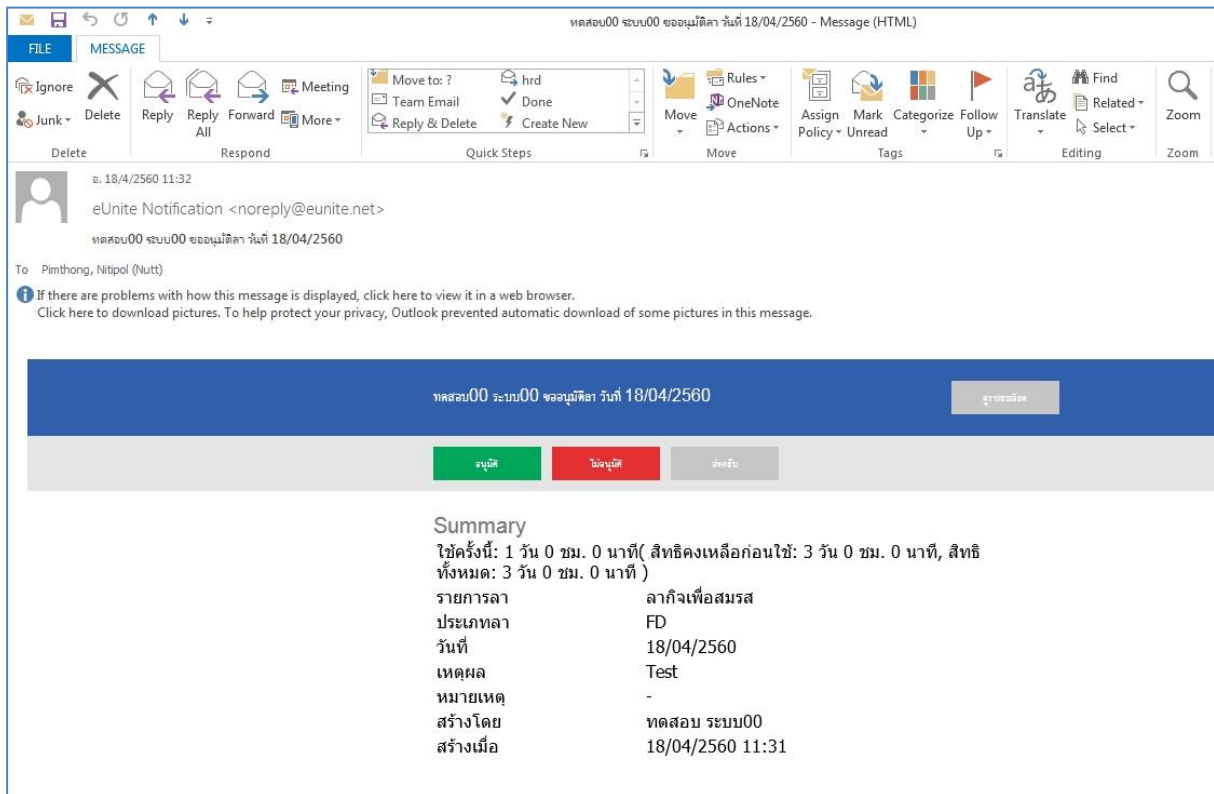 ทดสอบ00 ระบบ00 ขออนุมัติลา วันที่ 18/04/2560 - Message (HTML)
FILE MESSAGE
Ignore
Junk
Delete
Reply
Reply All
Forward
Meeting
More
Move to: ?
Team Email
Reply & Delete
hrd
Done
Create New
Move
Rules
OneNote
Actions
Assign Policy
Mark Unread
Categorize
Follow Up
Translate
Find
Related
Select
Zoom
Delete Respond Quick Steps Move Tags Editing Zoom
อ. 18/4/2560 11:32
eUnite Notification <noreply@eunite.net>
ทดสอบ00 ระบบ00 ขออนุมัติลา วันที่ 18/04/2560
To Pimthong, Nitipol (Nutt)
If there are problems with how this message is displayed, click here to view it in a web browser.
Click here to download pictures. To help protect your privacy, Outlook prevented automatic download of some pictures in this message.
ทดสอบ00 ระบบ00 ขออนุมัติลา วันที่ 18/04/2560 ดูรายละเอียด
อนุมัติ ไม่อนุมัติ ส่งกลับ
Summary
ใช้ครั้งนี้: 1 วัน 0 ชม. 0 นาที( สิทธิคงเหลือก่อนใช้: 3 วัน 0 ชม. 0 นาที, สิทธิ
ทั้งหมด: 3 วัน 0 ชม. 0 นาที )
รายการลา ลากิจเพื่อสมรส
ประเภทลา FD
วันที่ 18/04/2560
เหตุผล Test
หมายเหตุ -
สร้างโดย ทดสอบ ระบบ00
สร้างเมื่อ 18/04/2560 11:31